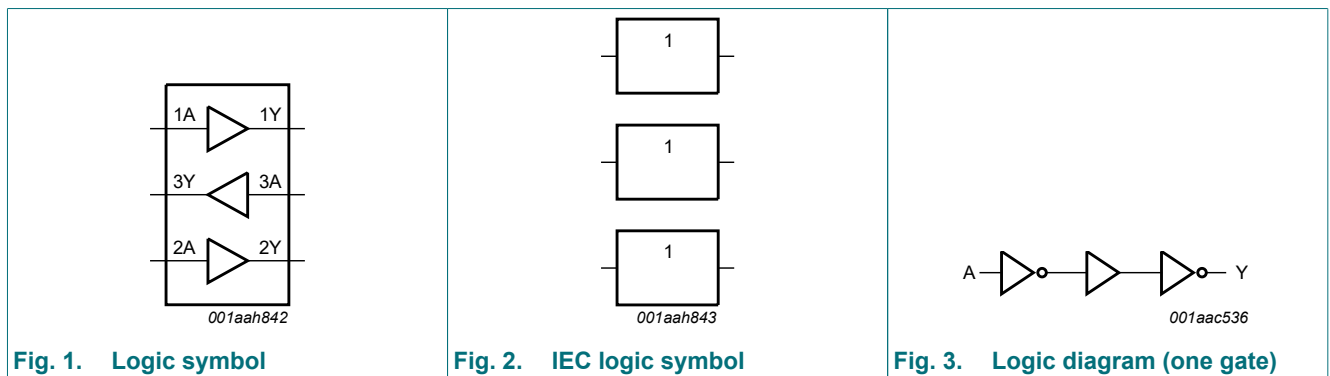 1A 1Y
3Y 3A
2A 2Y
001aah842
Fig. 1. Logic symbol
1
1
1
001aah843
Fig. 2. IEC logic symbol
A Y
001aac536
Fig. 3. Logic diagram (one gate)